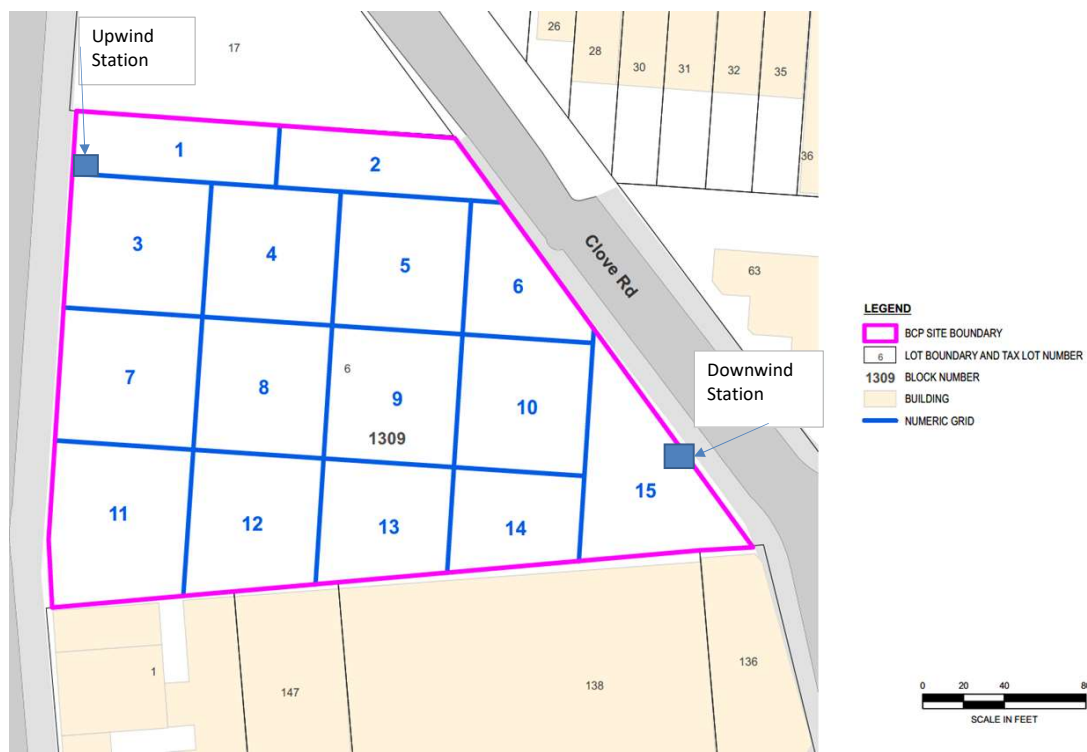 Upwind
Station
17
26
28
30
31
32
35
36
1
2
3
4
5
6
Clove Rd
63
7
8
6
9
1309
10
Downwind
Station
11
12
13
14
15
1
147
138
136
LEGEND
BCP SITE BOUNDARY
6 LOT BOUNDARY AND TAX LOT NUMBER
1309 BLOCK NUMBER
BUILDING
NUMERIC GRID
0 20 40 80
SCALE IN FEET